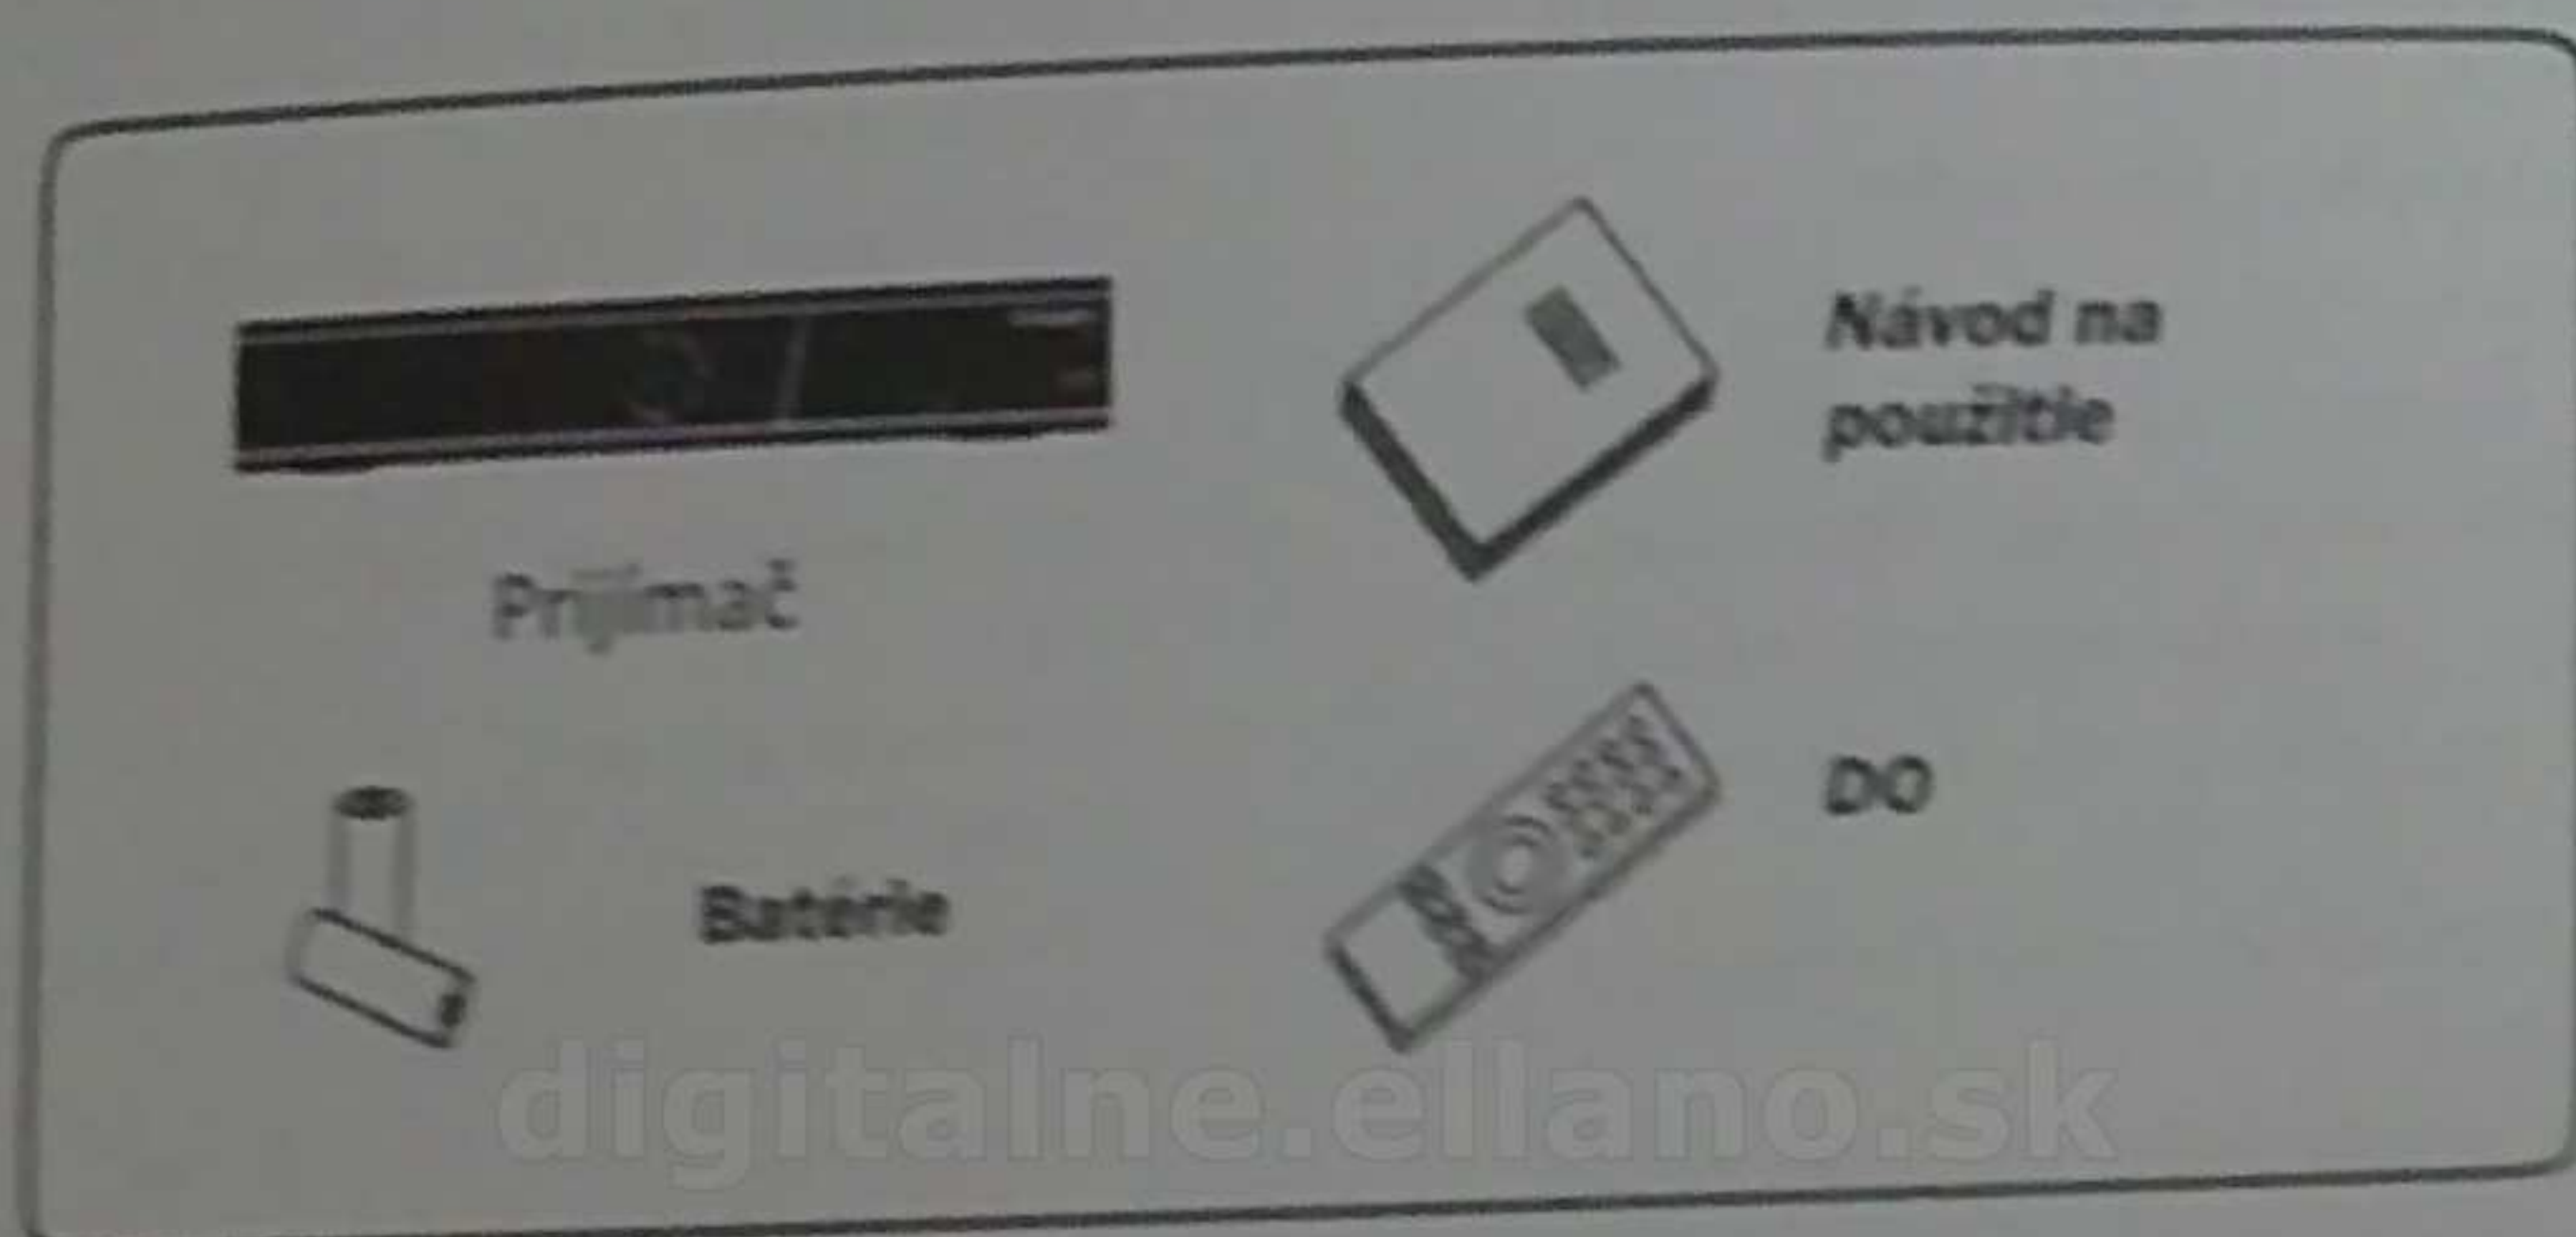 Návod na
použitie
Prijímač
DO
Batérie
digitalne.ellano.sk